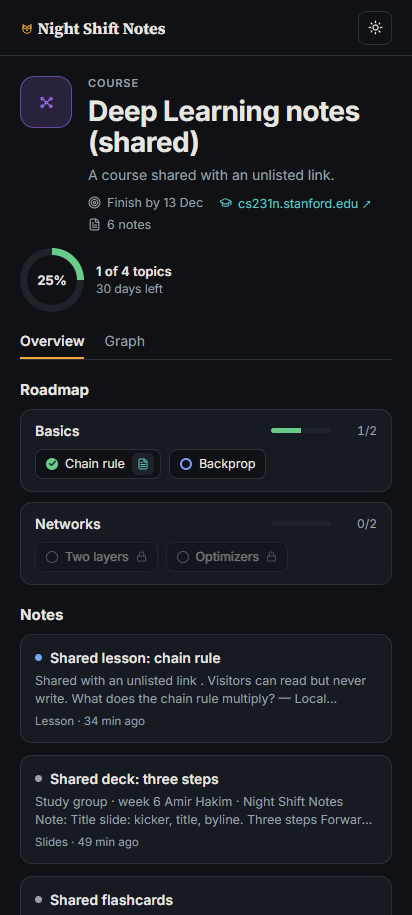 Night Shift Notes
COURSE
Deep Learning notes
(shared)
A course shared with an unlisted link.
Finish by 13 Dec
cs231n.stanford.edu ↗
6 notes
25%
1 of 4 topics
30 days left
Overview
Graph
Roadmap
Basics
1/2
Chain rule
Backprop
Networks
0/2
Two layers
Optimizers
Notes
Shared lesson: chain rule
Shared with an unlisted link . Visitors can read but never
write. What does the chain rule multiply? — Local...
Lesson · 34 min ago
Shared deck: three steps
Study group · week 6 Amir Hakim · Night Shift Notes
Note: Title slide: kicker, title, byline. Three steps Forwar...
Slides · 49 min ago
Shared flashcards